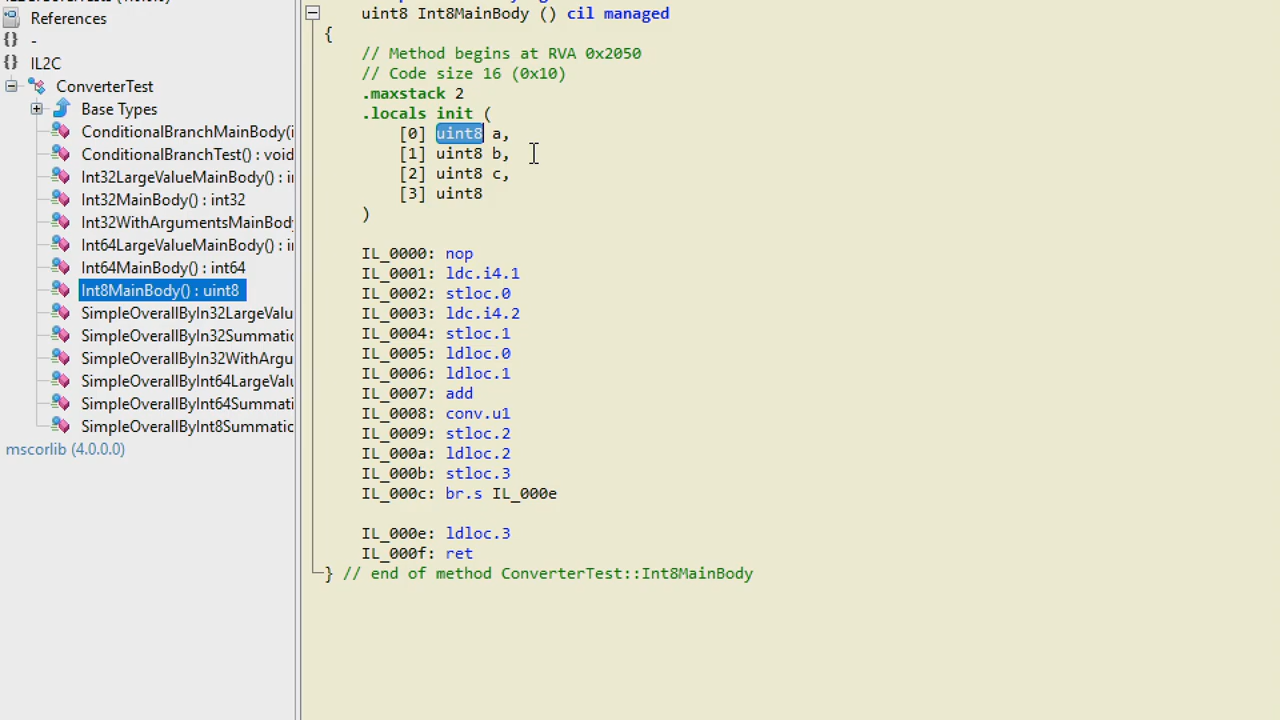 References
-
IL2C
ConverterTest
Base Types
ConditionalBranchMainBody(i
ConditionalBranchTest() : void
Int32LargeValueMainBody() : i
Int32MainBody() : int32
Int32WithArgumentsMainBody
Int64LargeValueMainBody() : i
Int64MainBody() : int64
Int8MainBody() : uint8
SimpleOverallByIn32LargeValu
SimpleOverallByIn32Summatic
SimpleOverallByIn32WithArgu
SimpleOverallByInt64LargeValu
SimpleOverallByInt64Summati
SimpleOverallByInt8Summatic
mscorlib (4.0.0.0)
uint8 Int8MainBody () cil managed
{
// Method begins at RVA 0x2050
// Code size 16 (0x10)
.maxstack 2
.locals init (
[0] uint8 a,
[1] uint8 b,
[2] uint8 c,
[3] uint8
)
IL_0000: nop
IL_0001: ldc.i4.1
IL_0002: stloc.0
IL_0003: ldc.i4.2
IL_0004: stloc.1
IL_0005: ldloc.0
IL_0006: ldloc.1
IL_0007: add
IL_0008: conv.u1
IL_0009: stloc.2
IL_000a: ldloc.2
IL_000b: stloc.3
IL_000c: br.s IL_000e
IL_000e: ldloc.3
IL_000f: ret
} // end of method ConverterTest::Int8MainBody